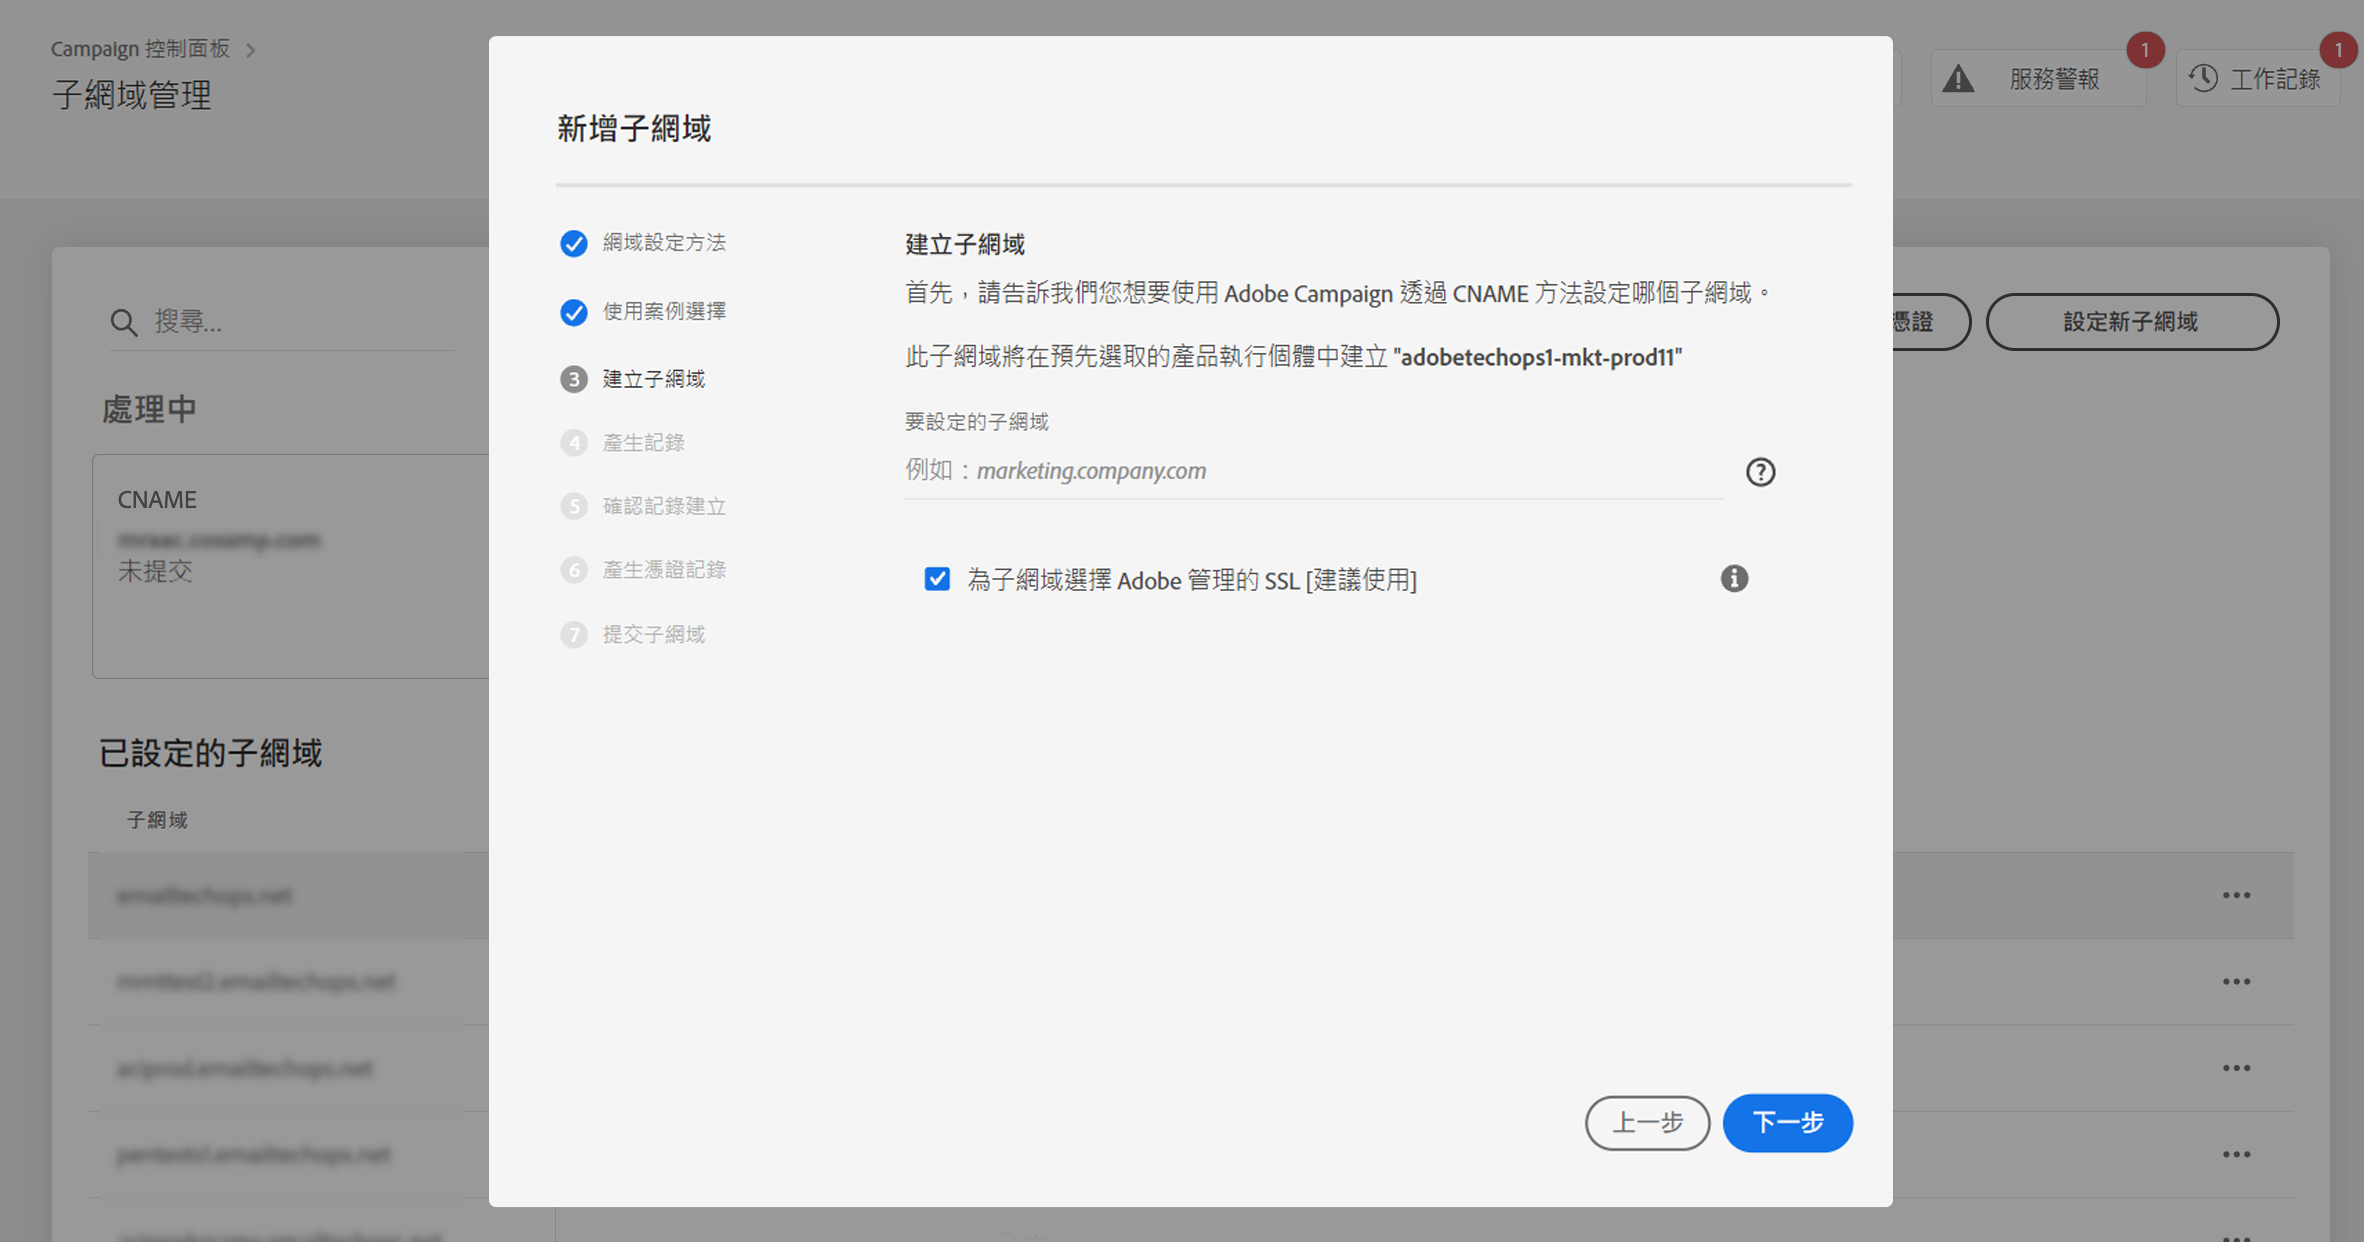 Campaign 控制面板
子網域管理
服務警報
1
工作記錄
1
搜尋...
憑證
設定新子網域
處理中
CNAME
未提交
已設定的子網域
子網域
新增子網域
網域設定方法
使用案例選擇
3 建立子網域
4 產生記錄
5 確認記錄建立
6 產生憑證記錄
7 提交子網域
建立子網域
首先，請告訴我們您想要使用 Adobe Campaign 透過 CNAME 方法設定哪個子網域。
此子網域將在預先選取的產品執行個體中建立 "adobetechops1-mkt-prod11"
要設定的子網域
例如：marketing.company.com
為子網域選擇 Adobe 管理的 SSL [建議使用]
上一步
下一步